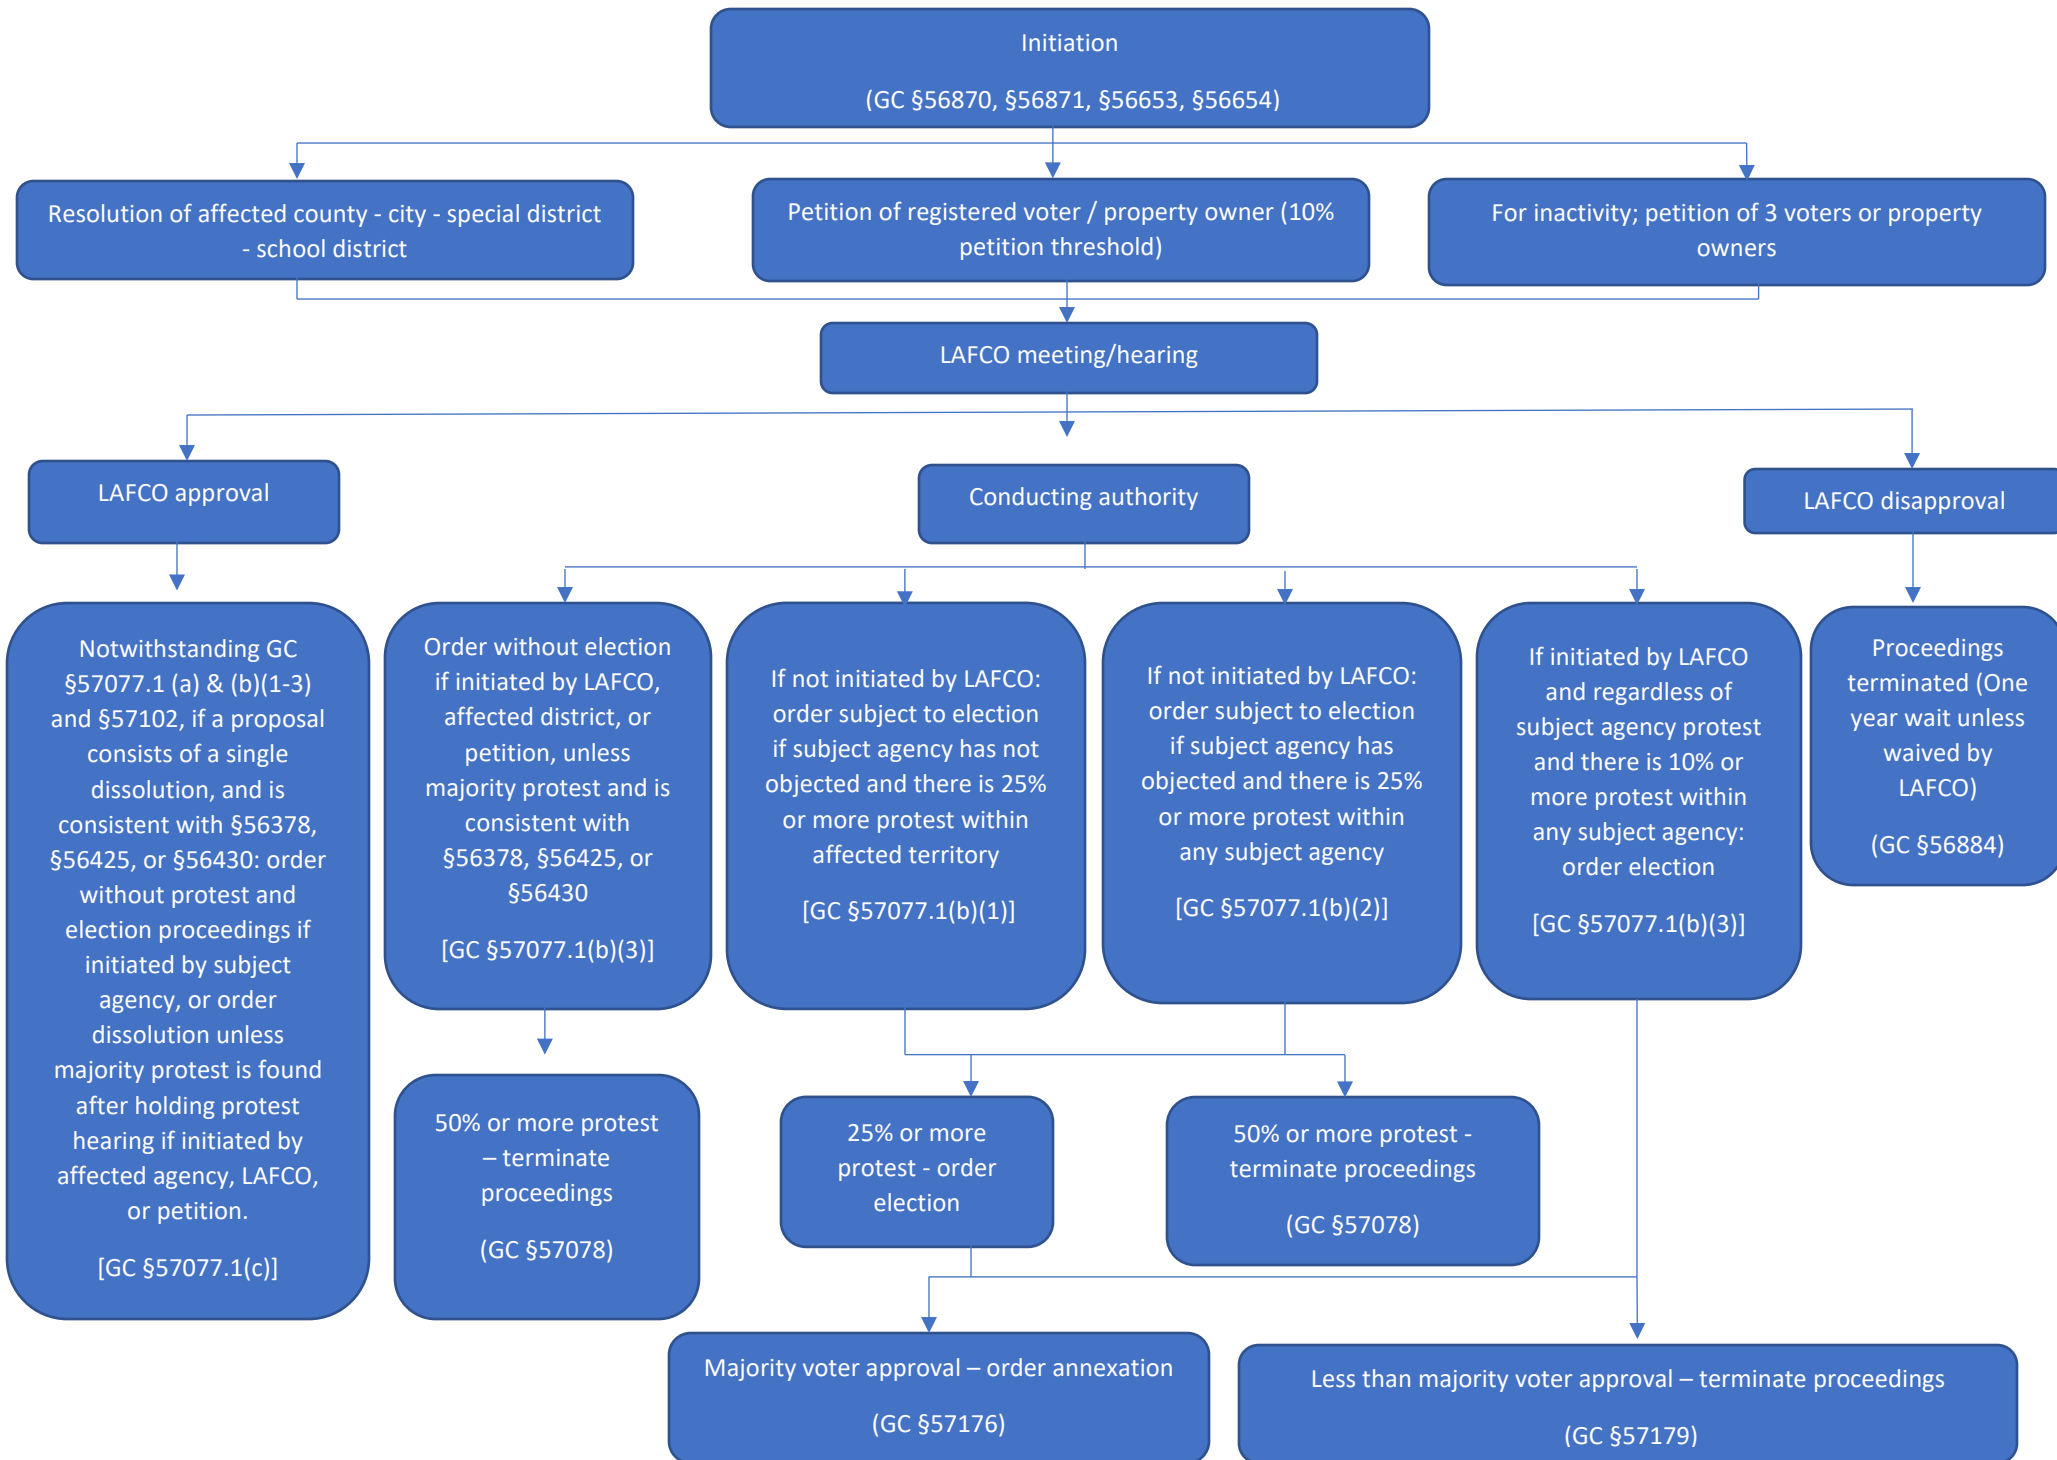 Initiation
(GC §56870, §56871, §56653, §56654)
Resolution of affected county - city - special district
- school district
Petition of registered voter / property owner (10%
petition threshold)
For inactivity; petition of 3 voters or property
owners
LAFCO meeting/hearing
LAFCO approval
Conducting authority
LAFCO disapproval
Notwithstanding GC
§57077.1 (a) & (b)(1-3)
and §57102, if a proposal
consists of a single
dissolution, and is
consistent with §56378,
§56425, or §56430: order
without protest and
election proceedings if
initiated by subject
agency, or order
dissolution unless
majority protest is found
after holding protest
hearing if initiated by
affected agency, LAFCO,
or petition.
[GC §57077.1(c)]
Order without election
if initiated by LAFCO,
affected district, or
petition, unless
majority protest and is
consistent with
§56378, §56425, or
§56430
[GC §57077.1(b)(3)]
If not initiated by LAFCO:
order subject to election
if subject agency has not
objected and there is 25%
or more protest within
affected territory
[GC §57077.1(b)(1)]
If not initiated by LAFCO:
order subject to election
if subject agency has
objected and there is 25%
or more protest within
any subject agency
[GC §57077.1(b)(2)]
If initiated by LAFCO
and regardless of
subject agency protest
and there is 10% or
more protest within
any subject agency:
order election
[GC §57077.1(b)(3)]
Proceedings
terminated (One
year wait unless
waived by
LAFCO)
(GC §56884)
50% or more protest
– terminate
proceedings
(GC §57078)
25% or more
protest - order
election
50% or more protest -
terminate proceedings
(GC §57078)
Majority voter approval – order annexation
(GC §57176)
Less than majority voter approval – terminate proceedings
(GC §57179)